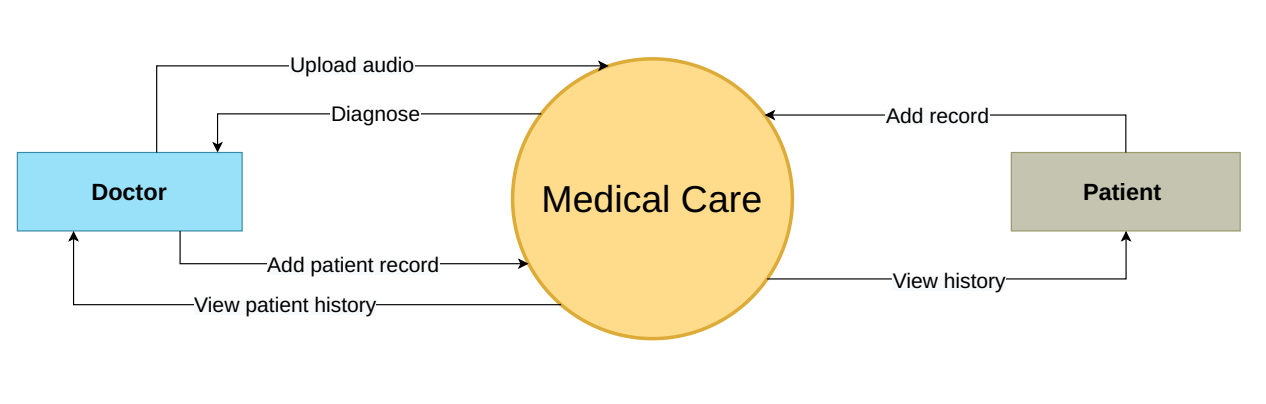 Upload audio
Diagnose
Add record
Doctor
Medical Care
Patient
Add patient record
View history
View patient history